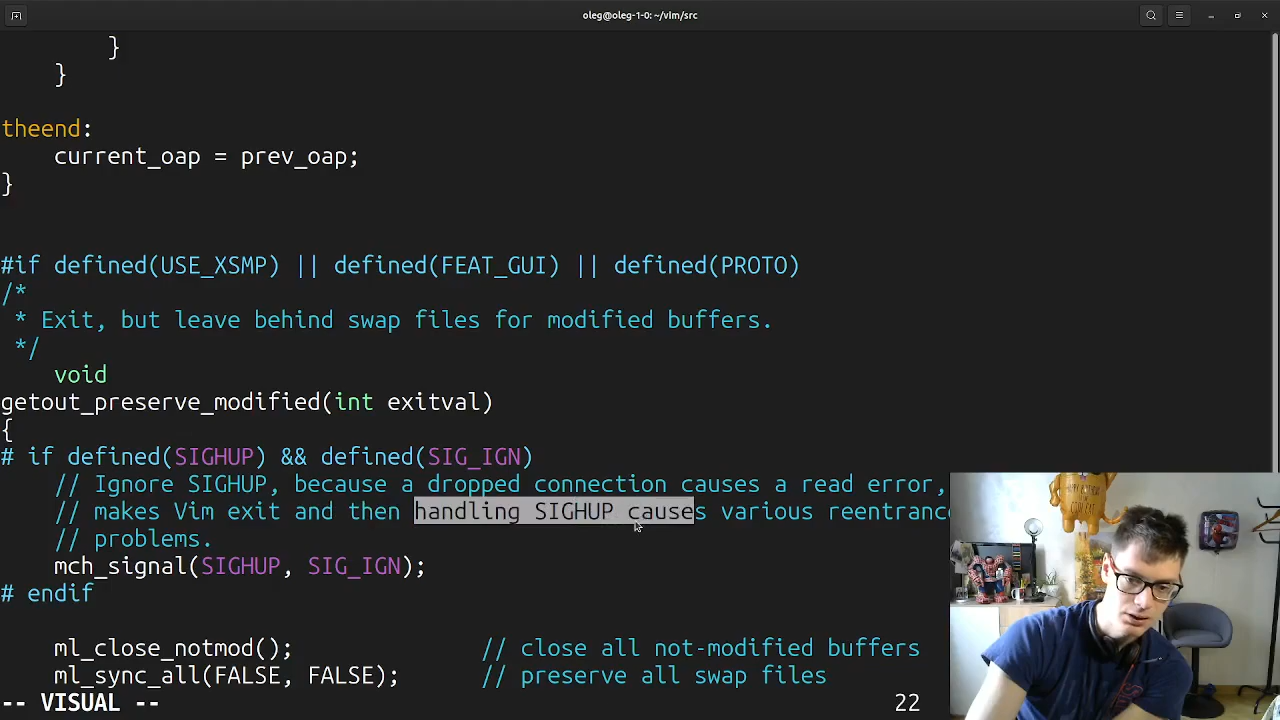 oleg@oleg-1-0: ~/vim/src
}
}
theend:
current_oap = prev_oap;
}
#if defined(USE_XSMP) || defined(FEAT_GUI) || defined(PROTO)
/*
* Exit, but leave behind swap files for modified buffers.
*/
void
getout_preserve_modified(int exitval)
{
# if defined(SIGHUP) && defined(SIG_IGN)
// Ignore SIGHUP, because a dropped connection causes a read error,
// makes Vim exit and then handling SIGHUP causes various reentranc
// problems.
mch_signal(SIGHUP, SIG_IGN);
# endif
ml_close_notmod(); // close all not-modified buffers
ml_sync_all(FALSE, FALSE); // preserve all swap files
-- VISUAL -- 22